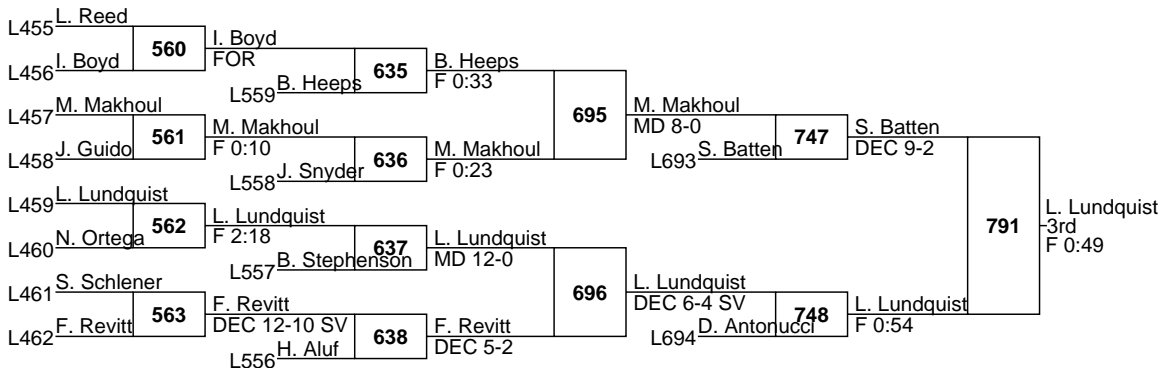 L455 L. Reed
560
L456 I. Boyd
I. Boyd
FOR
635
L559 B. Heeps
B. Heeps
F 0:33
L457 M. Makhoul
561
L458 J. Guido
M. Makhoul
F 0:10
636
L558 J. Snyder
M. Makhoul
F 0:23
695
M. Makhoul
MD 8-0
747
L693 S. Batten
S. Batten
DEC 9-2
L459 L. Lundquist
562
L460 N. Ortega
L. Lundquist
F 2:18
637
L557 B. Stephenson
L. Lundquist
MD 12-0
L461 S. Schlener
563
L462 F. Revitt
F. Revitt
DEC 12-10 SV
638
L556 H. Aluf
F. Revitt
DEC 5-2
696
L. Lundquist
DEC 6-4 SV
748
L694 D. Antonucci
L. Lundquist
F 0:54
791
L. Lundquist
3rd
F 0:49